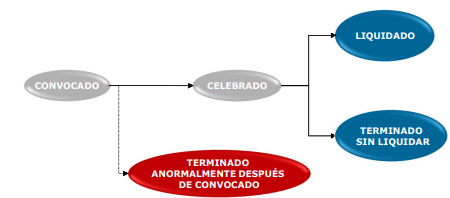 LIQUIDADO
CONVOCADO
CELEBRADO
TERMINADO
SIN LIQUIDAR
TERMINADO
ANORMALMENTE DESPUÉS
DE CONVOCADO